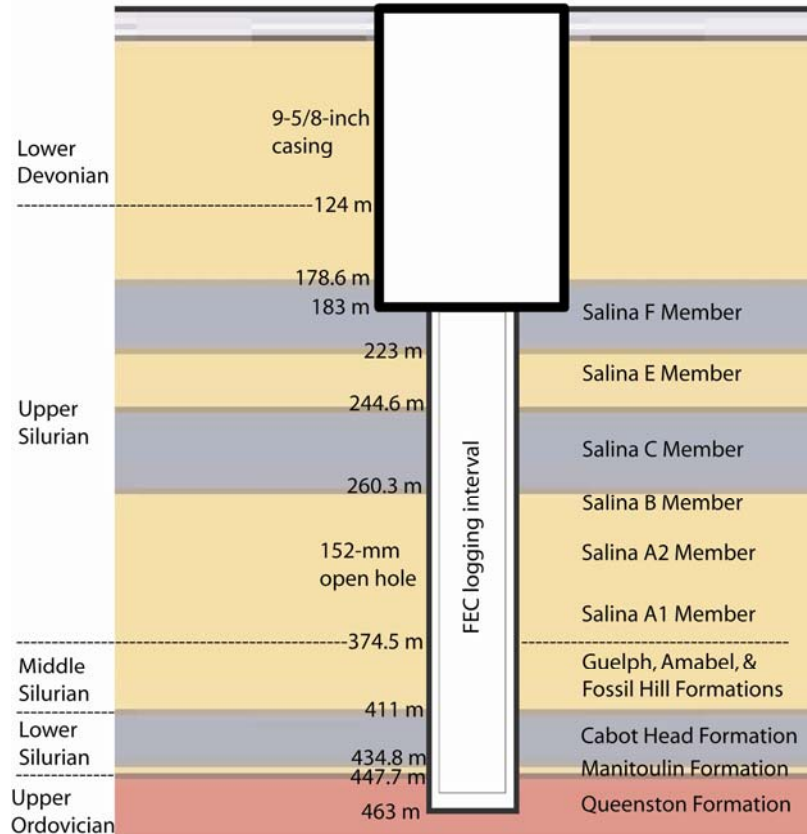 9-5/8-inch
casing
Lower
Devonian
124 m
178.6 m
183 m
Salina F Member
223 m
Salina E Member
244.6 m
Upper
Silurian
Salina C Member
260.3 m
Salina B Member
FEC logging interval
152-mm
open hole
Salina A2 Member
Salina A1 Member
374.5 m
Middle
Silurian
Guelph, Amabel, &
Fossil Hill Formations
411 m
Lower
Silurian
Cabot Head Formation
434.8 m
Manitoulin Formation
447.7 m
Upper
Ordovician
463 m
Queenston Formation